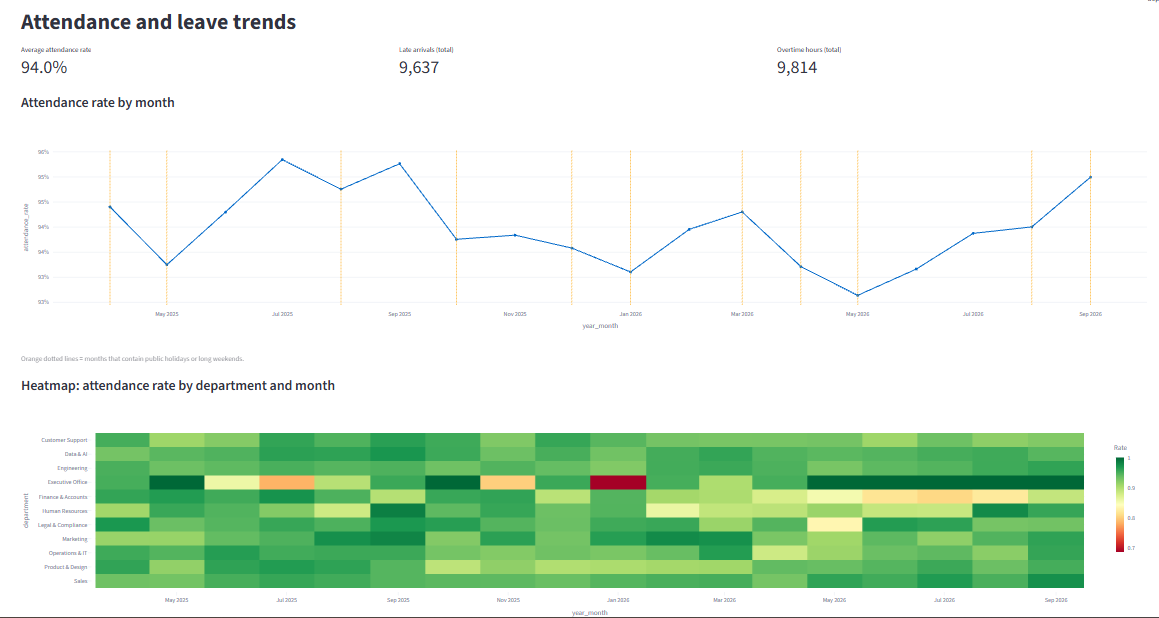 Attendance and leave trends
Average attendance rate
Late arrivals (total)
Overtime hours (total)
94.0%
9,637
9,814
Attendance rate by month
96%
95%
95%
94%
94%
93%
93%
attendance_rate
May 2025
Jul 2025
Sep 2025
Nov 2025
Jan 2026
Mar 2026
May 2026
Jul 2026
Sep 2026
year_month
Orange dotted lines = months that contain public holidays or long weekends.
Heatmap: attendance rate by department and month
Customer Support
Data & AI
Engineering
Executive Office
Finance & Accounts
Human Resources
Legal & Compliance
Marketing
Operations & IT
Product & Design
Sales
department
May 2025
Jul 2025
Sep 2025
Nov 2025
Jan 2026
Mar 2026
May 2026
Jul 2026
Sep 2026
year_month
Rate
1
0.9
0.8
0.7